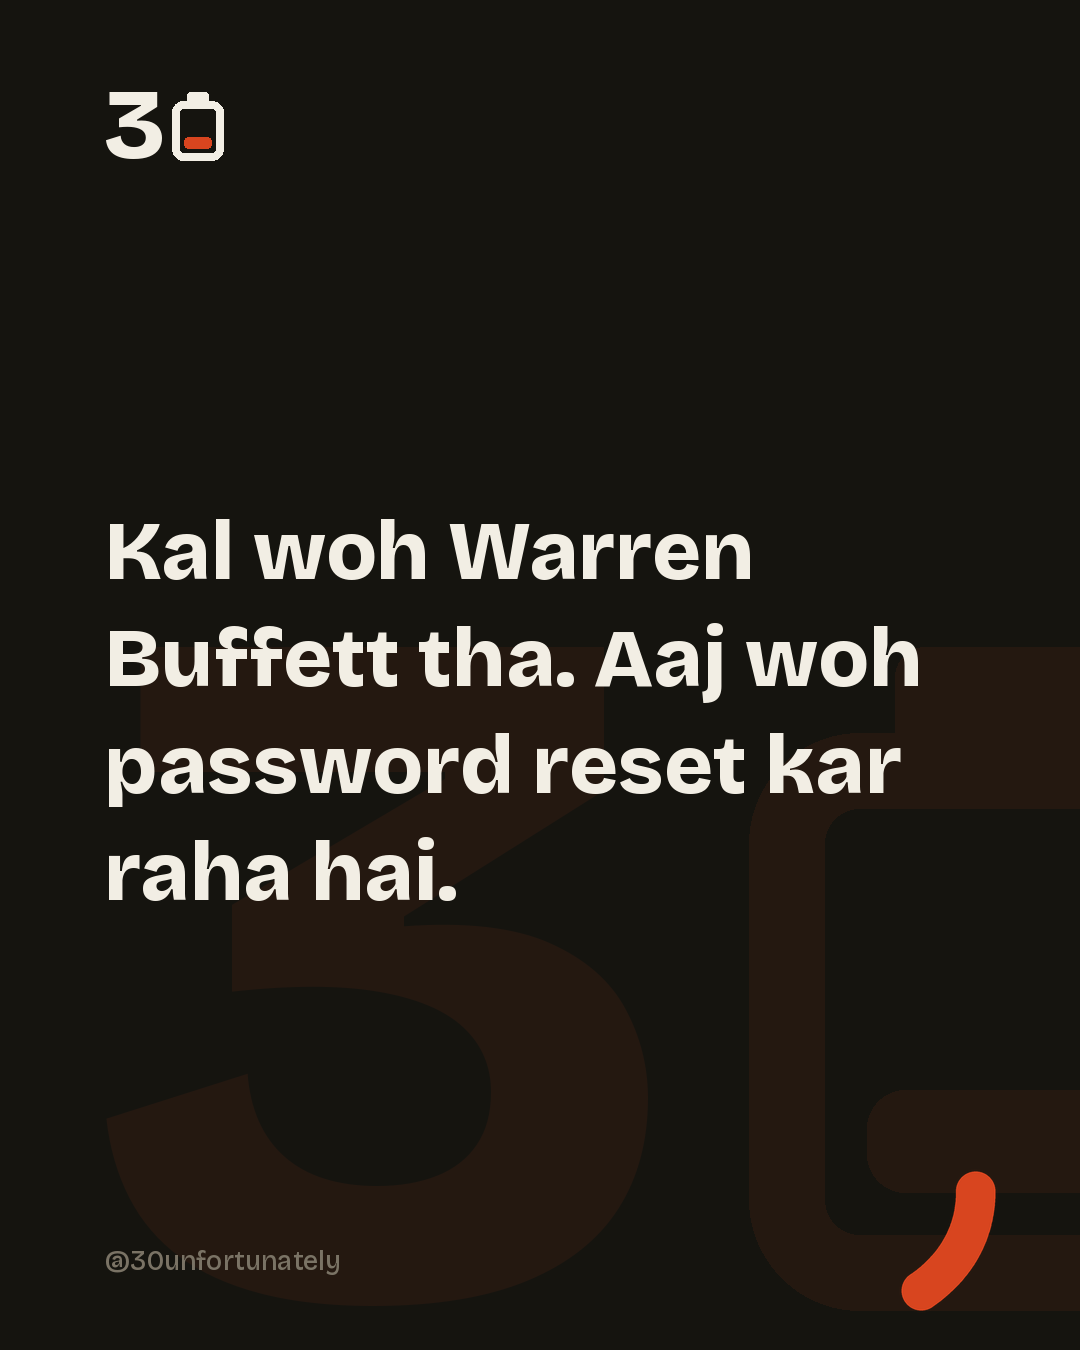 30
Kal woh Warren
Buffett tha. Aaj woh
password reset kar
raha hai.
@30unfortunately